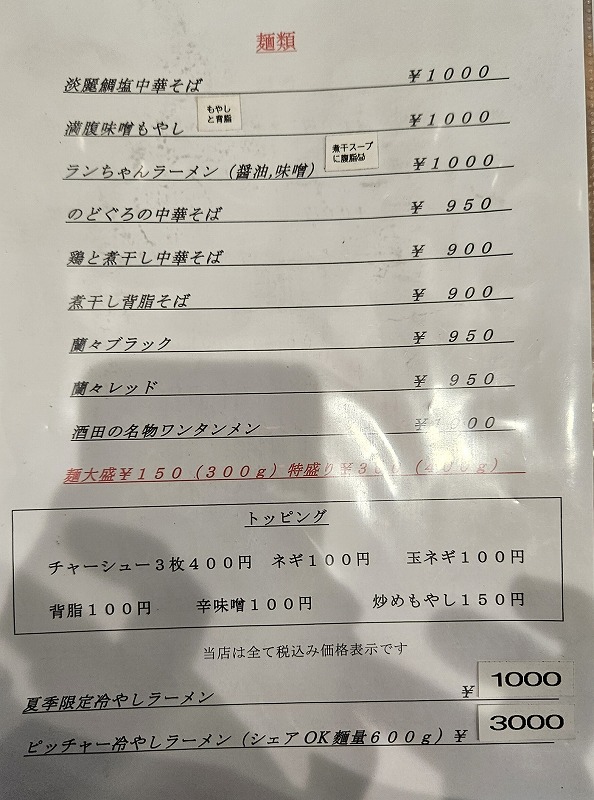 麺類
淡麗鯛塩中華そば ¥1000
満腹味噌もやし もやしと背脂 ¥1000
ランちゃんラーメン(醤油,味噌) 煮干スープに腹脂 ¥1000
のどぐろの中華そば ¥950
鶏と煮干し中華そば ¥900
煮干し背脂そば ¥900
蘭々ブラック ¥950
蘭々レッド ¥950
酒田の名物ワンタンメン ¥1000
麺大盛¥150(300g)特盛り¥300(400g)
トッピング
チャーシュー3枚400円 ネギ100円 玉ネギ100円
背脂100円 辛味噌100円 炒めもやし150円
当店は全て税込み価格表示です
夏季限定冷やしラーメン ¥1000
ピッチャー冷やしラーメン(シェアOK麺量600g) ¥3000